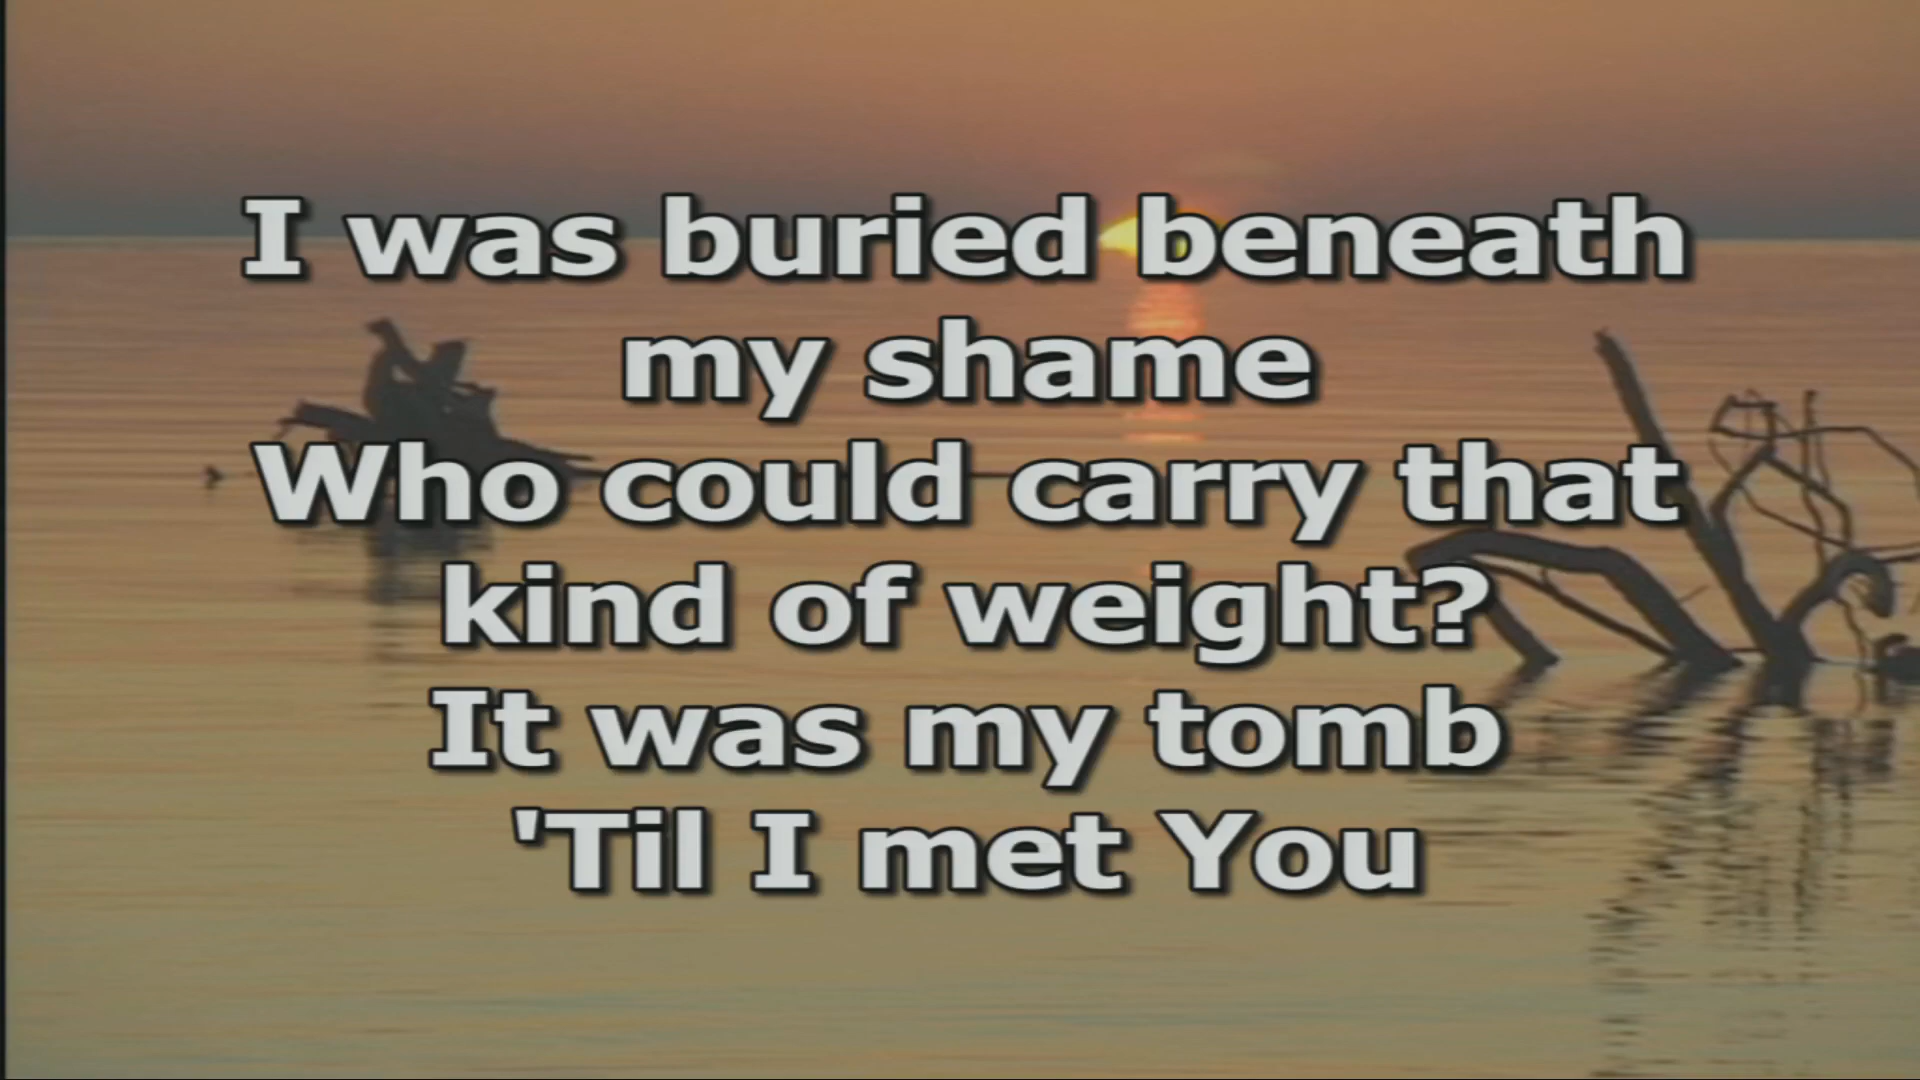 I was buried beneath
my shame
Who could carry that
kind of weight?
It was my tomb
'Til I met You